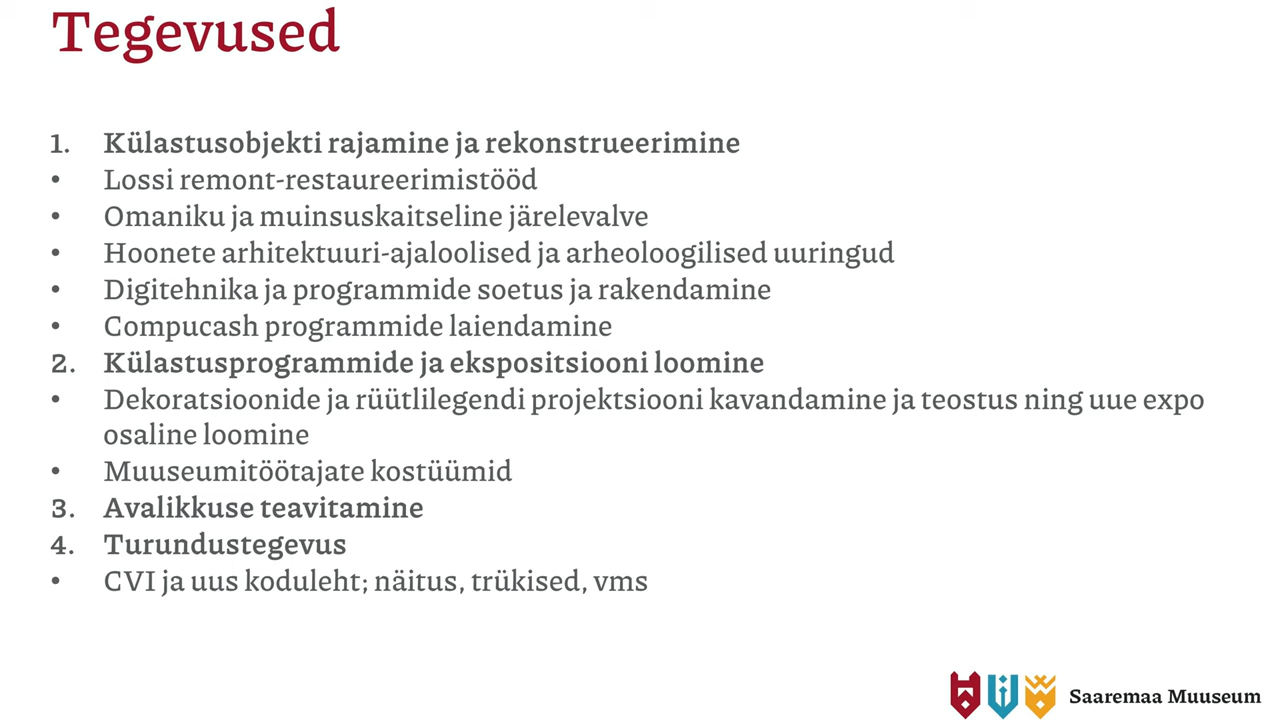 Tegevused
1. Külastusobjekti rajamine ja rekonstrueerimine
• Lossi remont-restaureerimistööd
• Omaniku ja muinsuskaitseline järelevalve
• Hoonete arhitektuuri-ajaloolised ja arheoloogilised uuringud
• Digitehnika ja programmide soetus ja rakendamine
• Compucash programmide laiendamine
2. Külastusprogrammide ja ekspositsiooni loomine
• Dekoratsioonide ja rüütlilegendi projektsiooni kavandamine ja teostus ning uue expo
osaline loomine
• Muuseumitöötajate kostüümid
3. Avalikkuse teavitamine
4. Turundustegevus
• CVI ja uus koduleht; näitus, trükised, vms
Saaremaa Muuseum